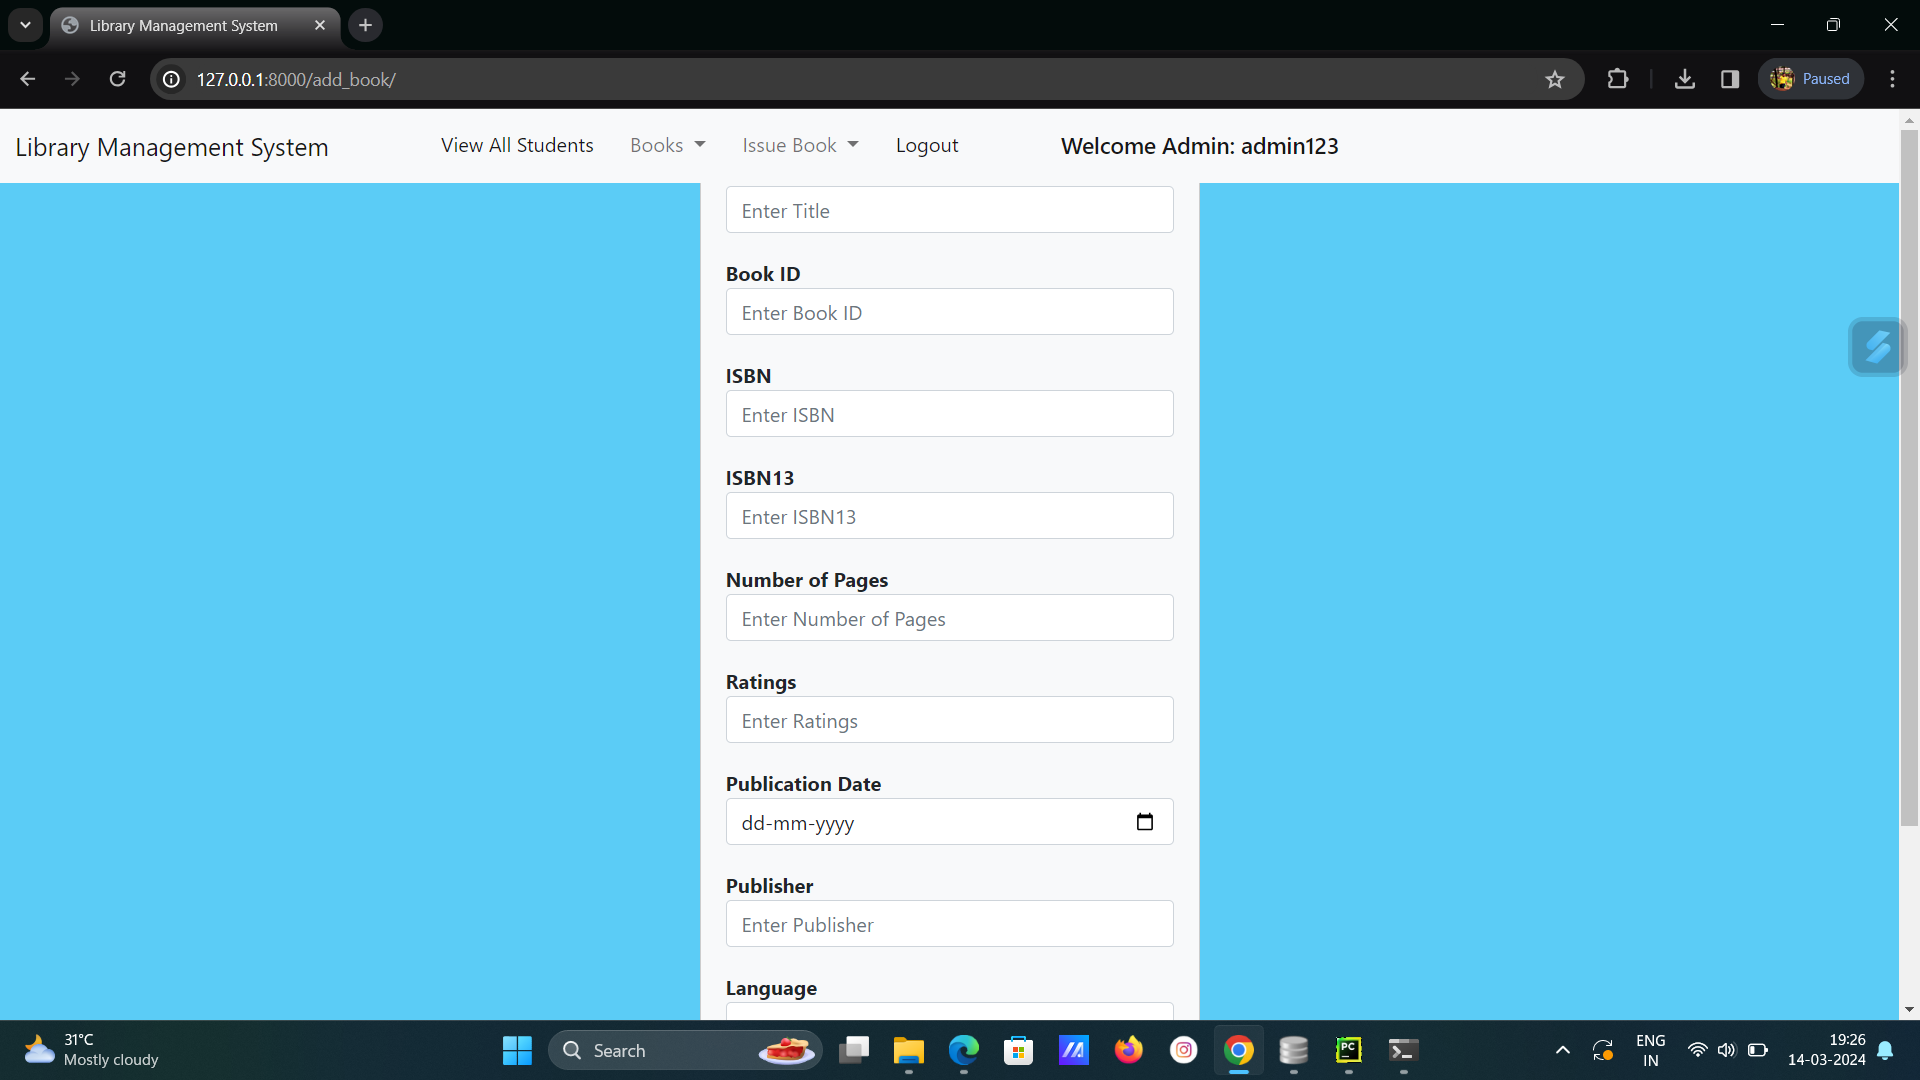 Library Management System
127.0.0.1:8000/add_book/
Paused
Library Management System
View All Students
Books
Issue Book
Logout
Welcome Admin: admin123
Enter Title
Book ID
Enter Book ID
ISBN
Enter ISBN
ISBN13
Enter ISBN13
Number of Pages
Enter Number of Pages
Ratings
Enter Ratings
Publication Date
dd-mm-yyyy
Publisher
Enter Publisher
Language
31°C
Mostly cloudy
Search
PC
ENG
IN
19:26
14-03-2024